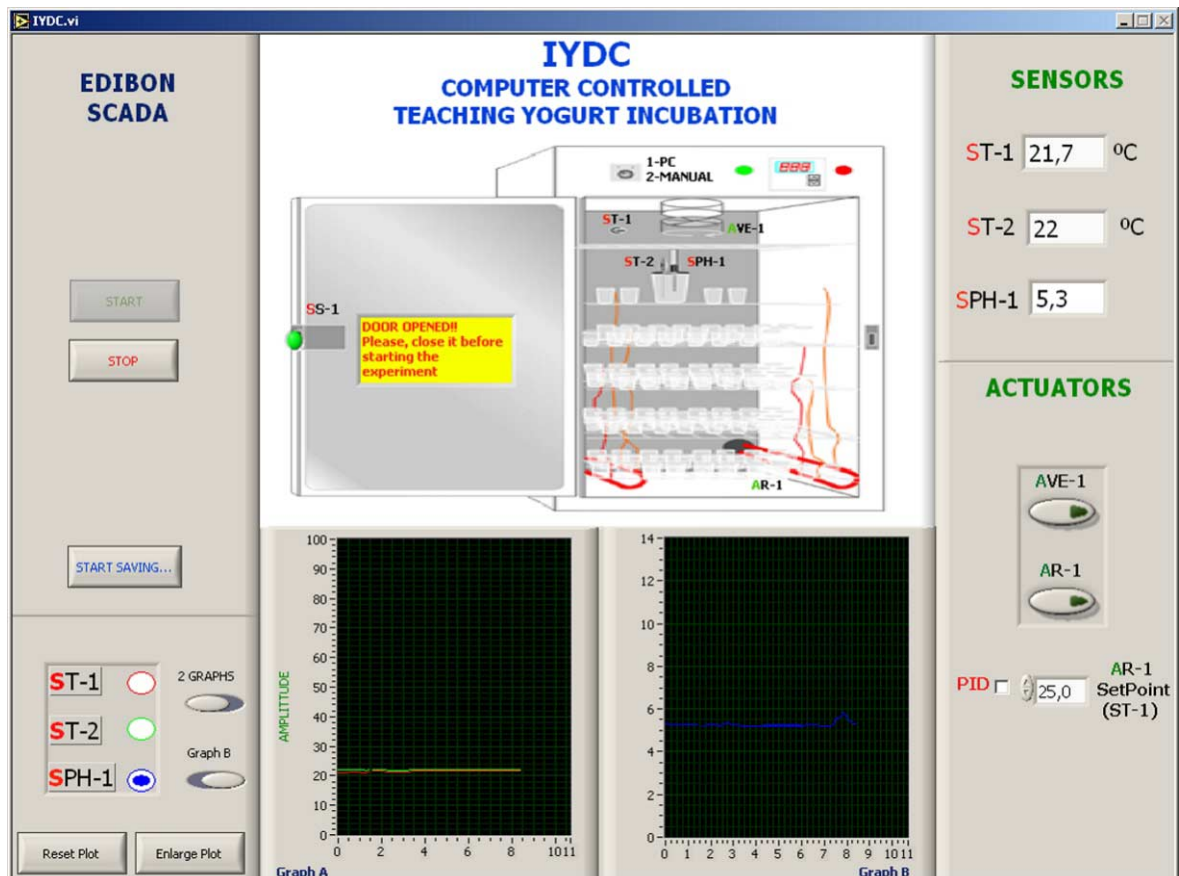 IYDC.vi
EDIBON
SCADA
START
STOP
START SAVING...
ST-1
ST-2
SPH-1
2 GRAPHS
Graph B
Reset Plot
Enlarge Plot
IYDC
COMPUTER CONTROLLED
TEACHING YOGURT INCUBATION
1-PC
2-MANUAL
888
ST-1
AVE-1
ST-2
SPH-1
SS-1
DOOR OPENED!!
Please, close it before
starting the
experiment
AR-1
AMPLITTUDE
100
90
80
70
60
50
40
30
20
10
0
0 2 4 6 8 10 11
Graph A
14
12
10
8
6
4
2
0
0 1 2 3 4 5 6 7 8 9 10 11
Graph B
SENSORS
ST-1 21,7 ºC
ST-2 22 ºC
SPH-1 5,3
ACTUATORS
AVE-1
AR-1
PID 25,0
AR-1
SetPoint
(ST-1)